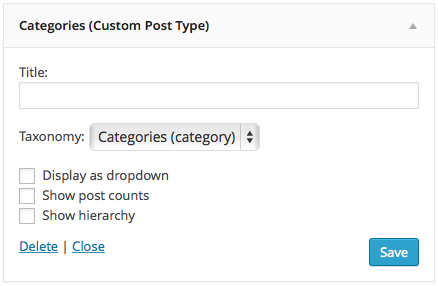 Categories (Custom Post Type)
Title:
Taxonomy: Categories (category)
Display as dropdown
Show post counts
Show hierarchy
Delete | Close Save